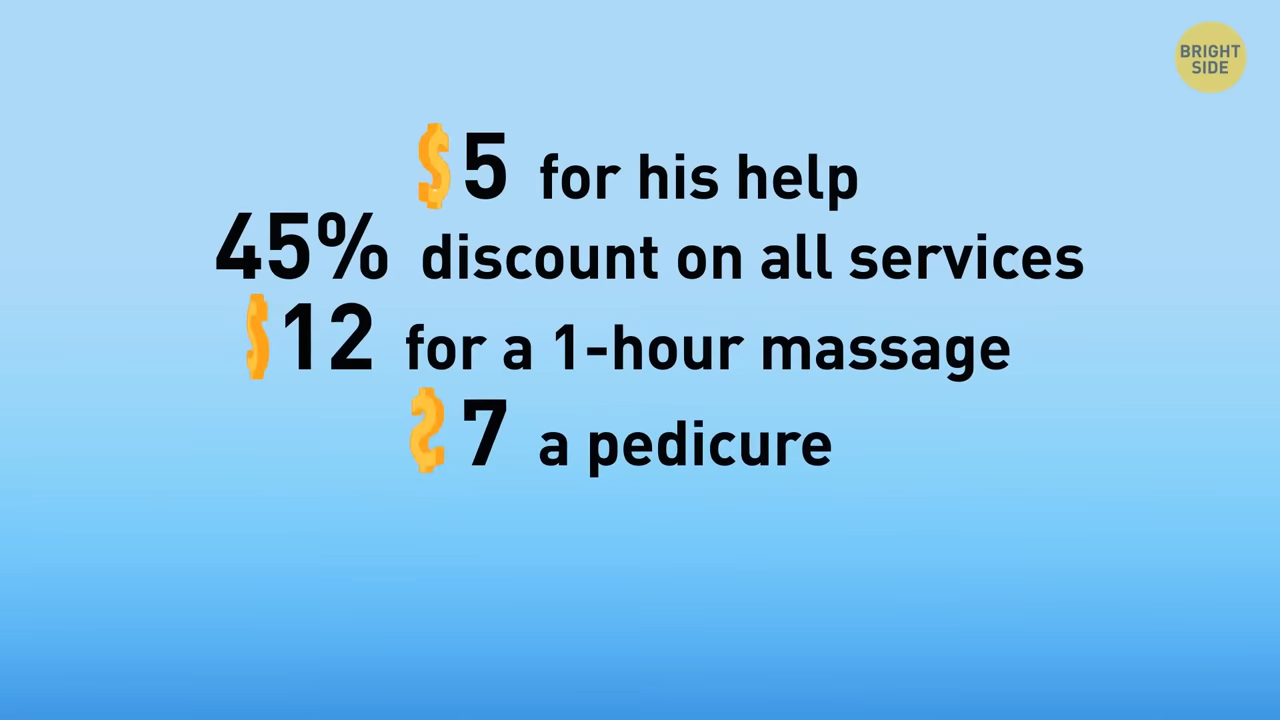 BRIGHT
SIDE
$5 for his help
45% discount on all services
$12 for a 1-hour massage
$7 a pedicure